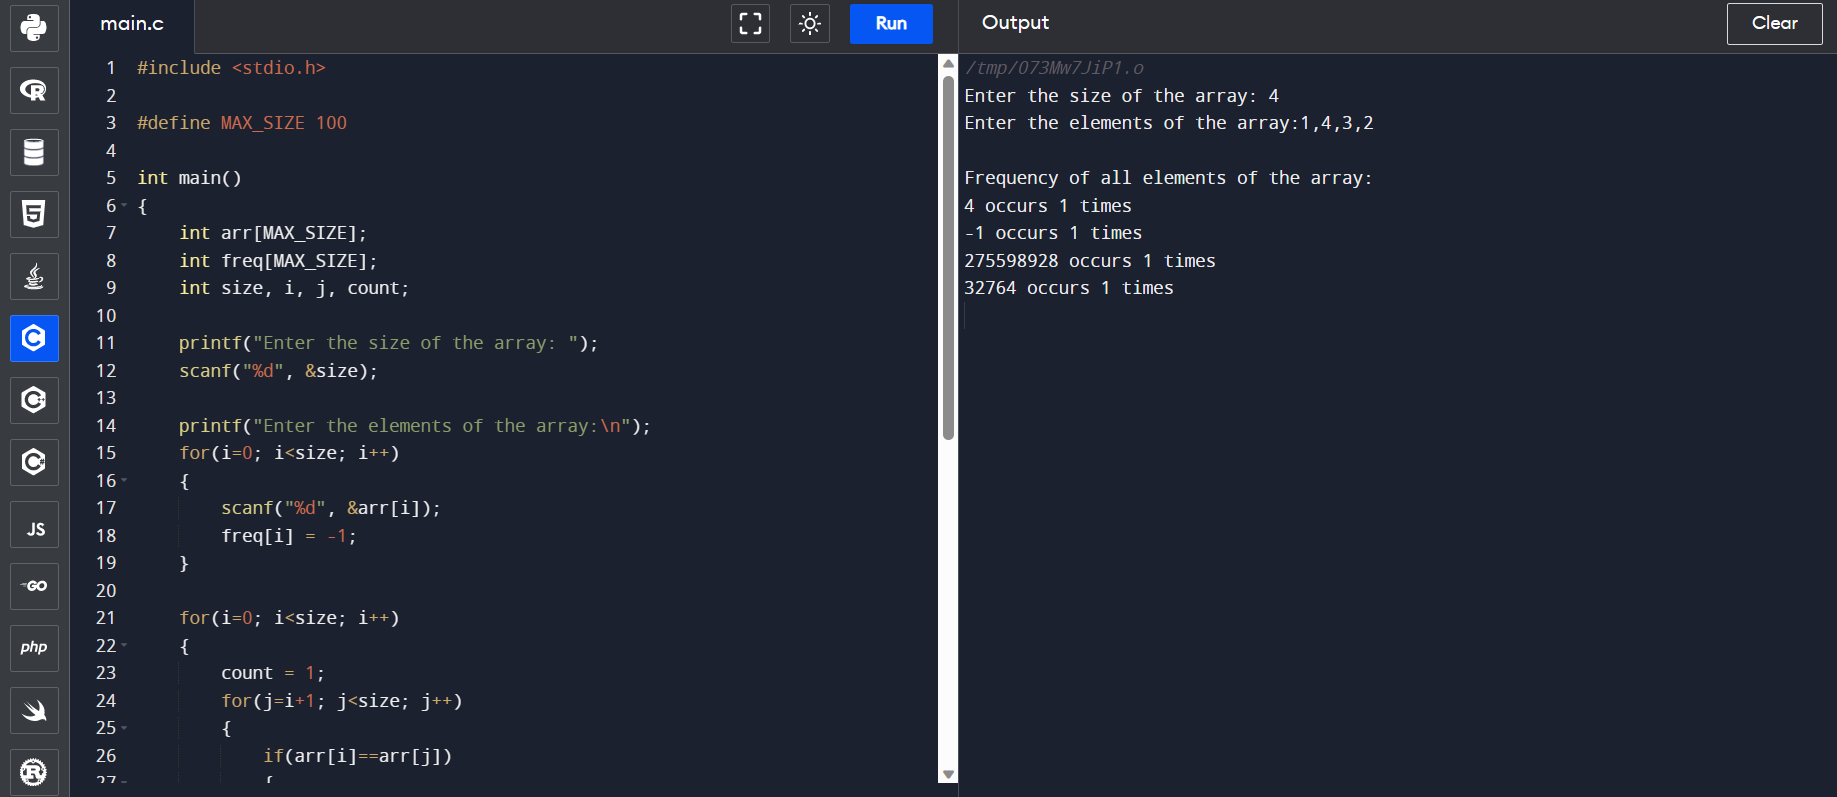 main.c
Run
Output
Clear
1 #include <stdio.h>
2
3 #define MAX_SIZE 100
4
5 int main()
6 {
7     int arr[MAX_SIZE];
8     int freq[MAX_SIZE];
9     int size, i, j, count;
10
11     printf("Enter the size of the array: ");
12     scanf("%d", &size);
13
14     printf("Enter the elements of the array:\n");
15     for(i=0; i<size; i++)
16     {
17         scanf("%d", &arr[i]);
18         freq[i] = -1;
19     }
20
21     for(i=0; i<size; i++)
22     {
23         count = 1;
24         for(j=i+1; j<size; j++)
25         {
26             if(arr[i]==arr[j])
27             {
/tmp/O73Mw7JiP1.o
Enter the size of the array: 4
Enter the elements of the array:1,4,3,2
Frequency of all elements of the array:
4 occurs 1 times
-1 occurs 1 times
275598928 occurs 1 times
32764 occurs 1 times
R
5
C
C++
C#
JS
GO
php
R